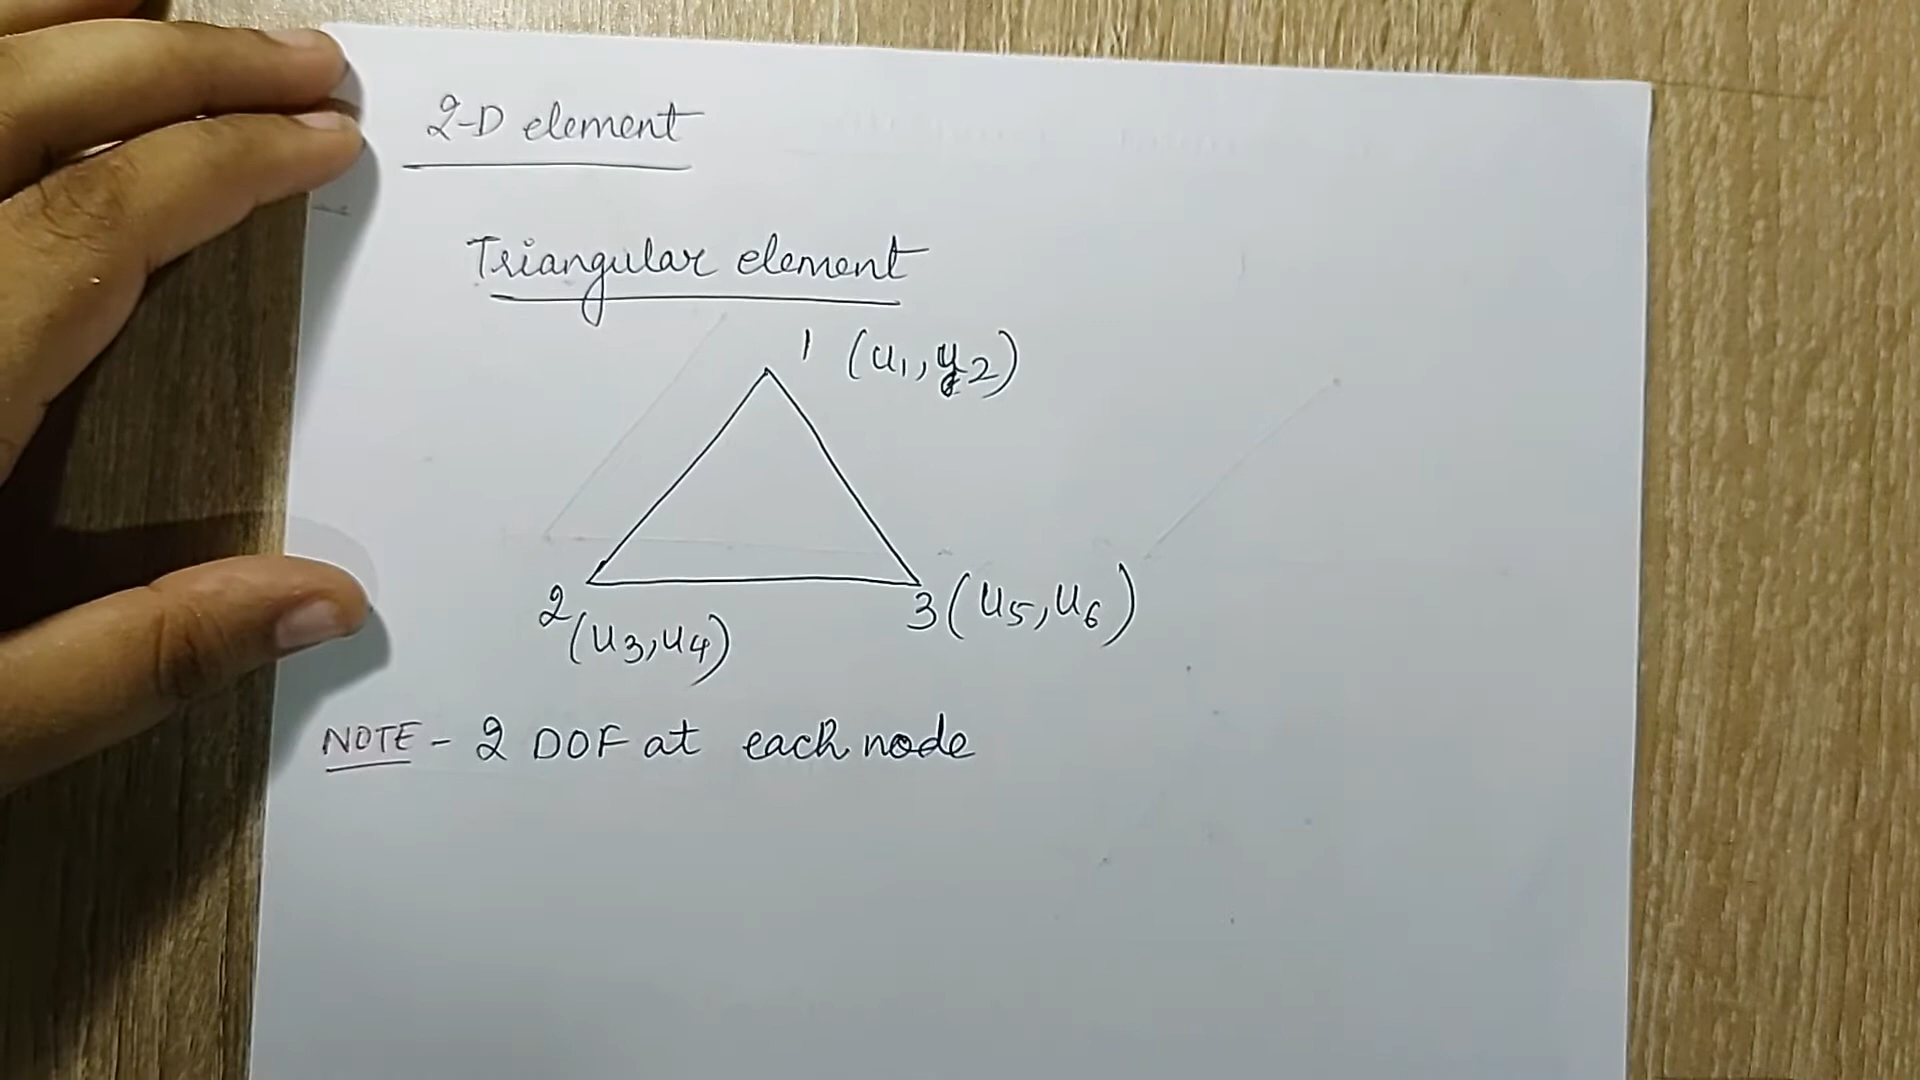 2-D element
Triangular element
1 (u1, y2)
2 (u3, u4)
3 (u5, u6)
NOTE - 2 DOF at each node